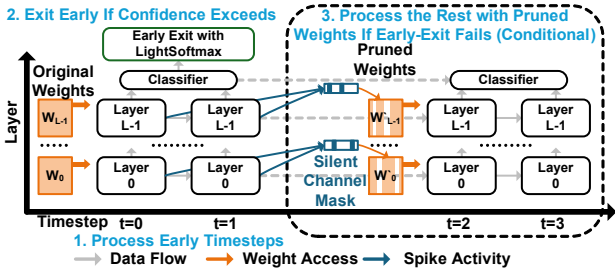 2. Exit Early If Confidence Exceeds
3. Process the Rest with Pruned
Weights If Early-Exit Fails (Conditional)
Early Exit with
LightSoftmax
Original
Weights
Classifier
Pruned
Weights
Classifier
Layer
W_{L-1}
Layer
L-1
Layer
L-1
W`_{L-1}
Layer
L-1
Layer
L-1
......
........
......
........
W_0
Layer
0
Layer
0
Silent
Channel
Mask
W`_0
Layer
0
Layer
0
Timestep
t=0
t=1
t=2
t=3
1. Process Early Timesteps
Data Flow
Weight Access
Spike Activity